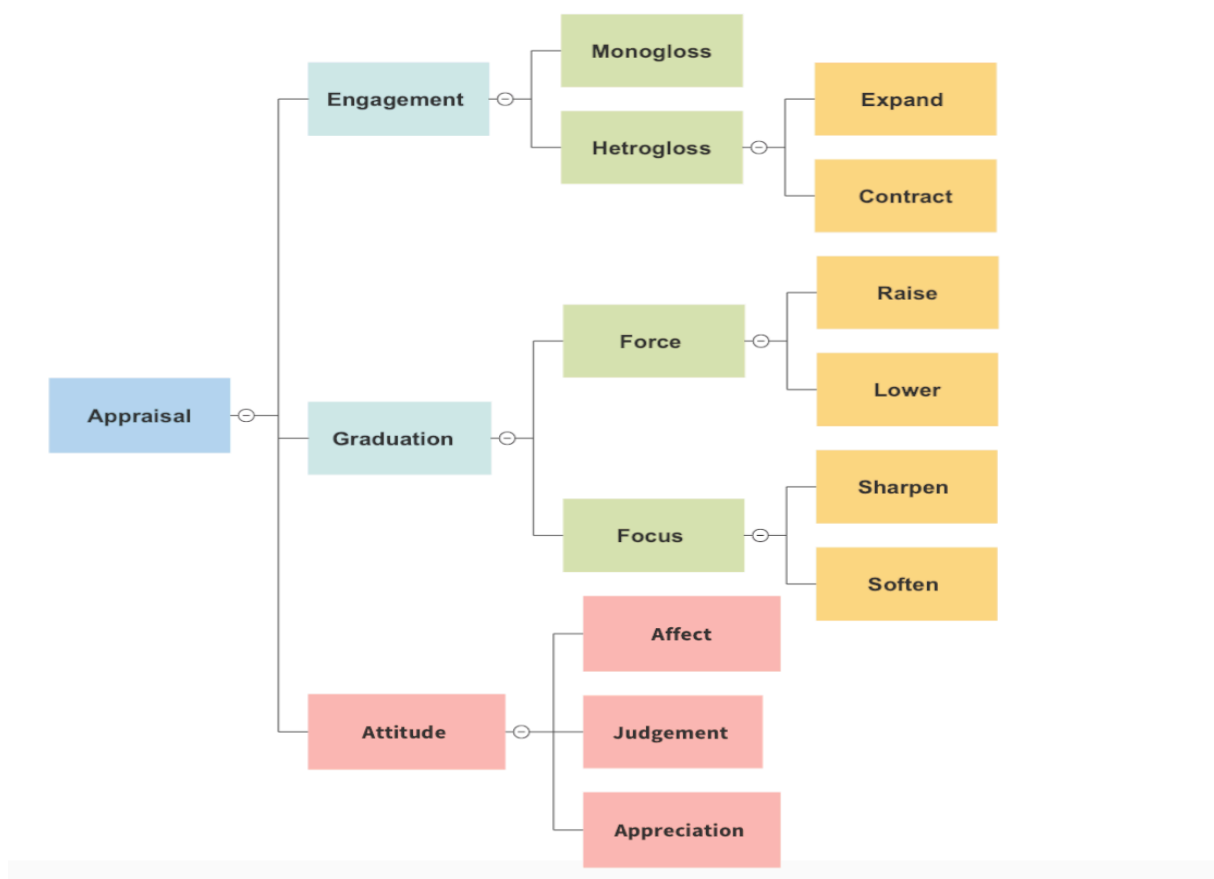 Monogloss
Engagement
Expand
Hetrogloss
Contract
Raise
Force
Lower
Appraisal
Graduation
Sharpen
Focus
Soften
Affect
Attitude
Judgement
Appreciation